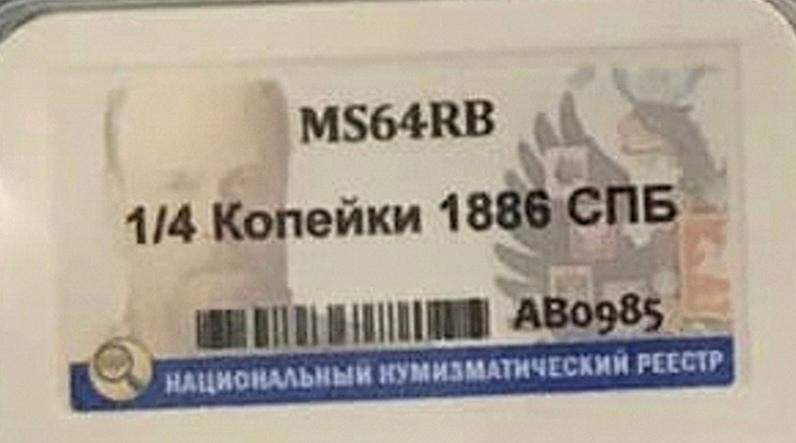 MS64RB
1/4 Копейки 1886 СПБ
AB0985
НАЦИОНАЛЬНЫЙ НУМИЗМАТИЧЕСКИЙ РЕЕСТР